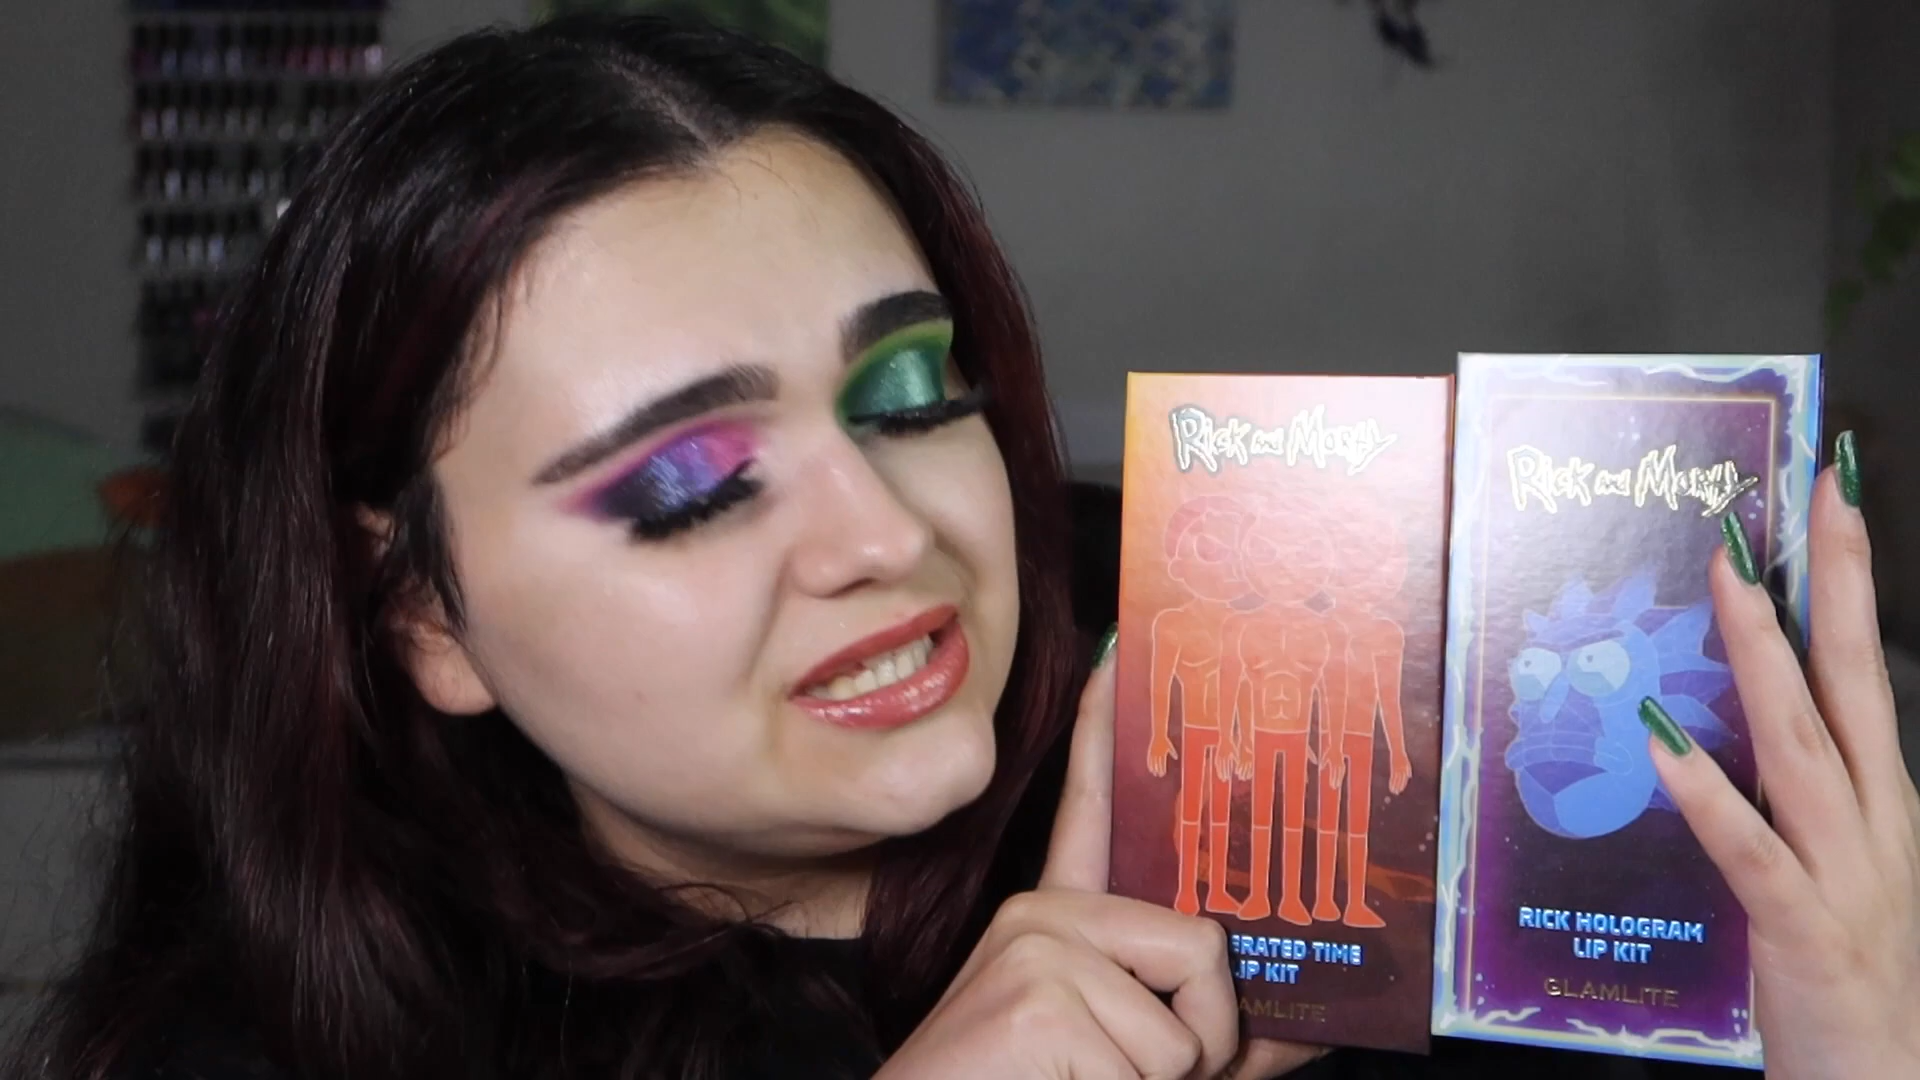 Rick and Morty
ERATED TIME
LIP KIT
AMLITE
Rick and Morty
RICK HOLOGRAM
LIP KIT
GLAMLITE